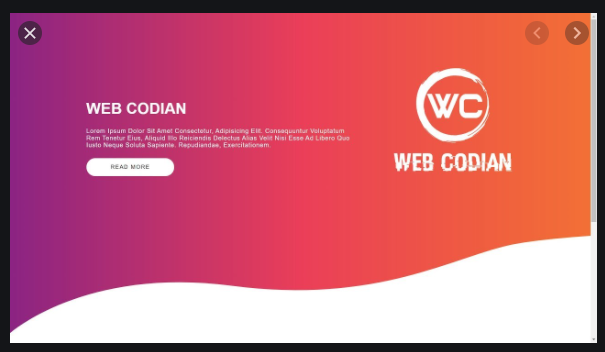 WEB CODIAN
Lorem Ipsum Dolor Sit Amet Consectetur, Adipisicing Elit. Consequuntur Voluptatum
Rem Tenetur Eius, Aliquid Illo Reiciendis Delectus Alias Velit Nisi Esse Ad Libero Quo
Iusto Neque Soluta Sapiente. Repudiandae, Exercitationem.
READ MORE
WC
WEB CODIAN